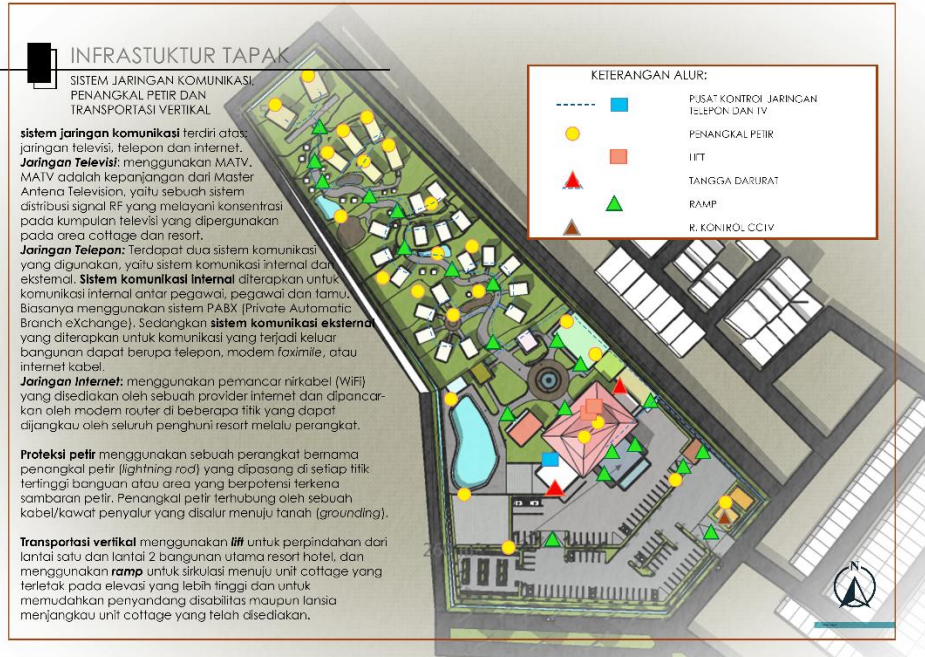 INFRASTUKTUR TAPAK
SISTEM JARINGAN KOMUNIKASI,
PENANGKAL PETIR DAN
TRANSPORTASI VERTIKAL
sistem jaringan komunikasi terdiri atas:
jaringan televisi, telepon dan internet.
Jaringan Televisi: menggunakan MATV.
MATV adalah kepanjangan dari Master
Antena Television, yaitu sebuah sistem
distribusi signal RF yang melayani konsentrasi
pada kumpulan televisi yang dipergunakan
pada area cottage dan resort.
Jaringan Telepon: Terdapat dua sistem komunikasi
yang digunakan, yaitu sistem komunikasi internal dan
eksternal. Sistem komunikasi internal diterapkan untuk
komunikasi internal antar pegawai, pegawai dan tamu.
Biasanya menggunakan sistem PABX (Private Automatic
Branch eXchange). Sedangkan sistem komunikasi eksternal
yang diterapkan untuk komunikasi yang terjadi keluar
bangunan dapat berupa telepon, modem faximile, atau
internet kabel.
Jaringan Internet: menggunakan pemancar nirkabel (WiFi)
yang disediakan oleh sebuah provider internet dan dipancar-
kan oleh modem router di beberapa titik yang dapat
dijangkau oleh seluruh penghuni resort melalu perangkat.
Proteksi petir menggunakan sebuah perangkat bernama
penangkal petir (lightning rod) yang dipasang di setiap titik
tertinggi banguan atau area yang berpotensi terkena
sambaran petir. Penangkal petir terhubung oleh sebuah
kabel/kawat penyalur yang disalur menuju tanah (grounding).
Transportasi vertikal menggunakan lift untuk perpindahan dari
lantai satu dan lantai 2 bangunan utama resort hotel, dan
menggunakan ramp untuk sirkulasi menuju unit cottage yang
terletak pada elevasi yang lebih tinggi dan untuk
memudahkan penyandang disabilitas maupun lansia
menjangkau unit cottage yang telah disediakan.
KETERANGAN ALUR:
PUSAT KONTROL JARINGAN
TELEPON DAN TV
PENANGKAL PETIR
LIFT
TANGGA DARURAT
RAMP
R. KONTROL CCTV
N